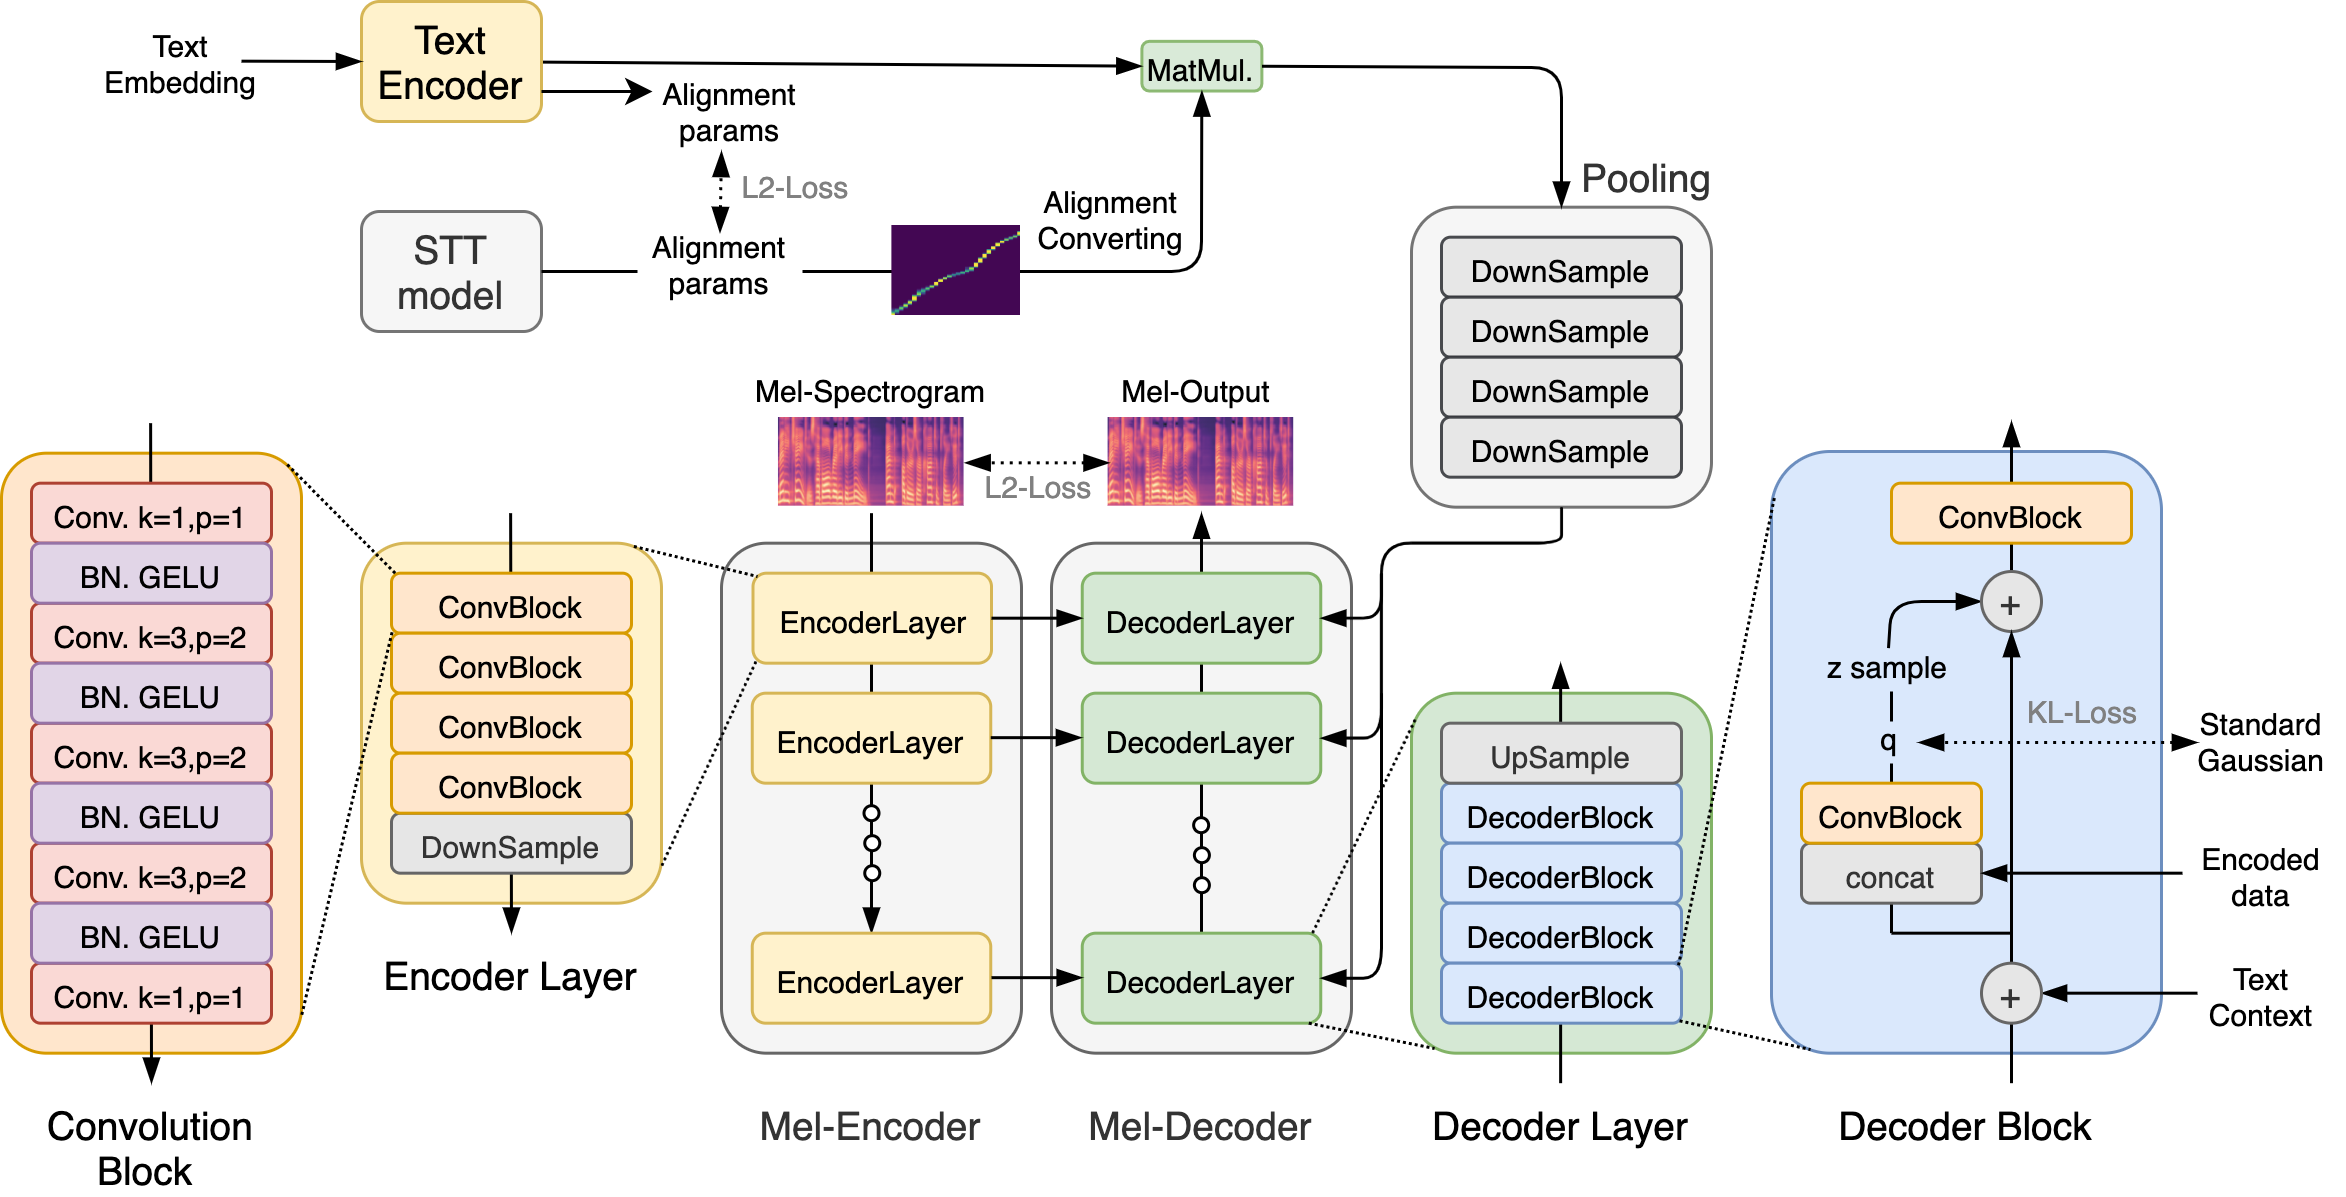 Text
Embedding
Text
Encoder
Alignment
params
L2-Loss
STT
model
Alignment
params
Alignment
Converting
MatMul.
Pooling
DownSample
DownSample
DownSample
DownSample
Mel-Spectrogram
Mel-Output
L2-Loss
Conv. k=1,p=1
BN. GELU
Conv. k=3,p=2
BN. GELU
Conv. k=3,p=2
BN. GELU
Conv. k=3,p=2
BN. GELU
Conv. k=1,p=1
Convolution
Block
ConvBlock
ConvBlock
ConvBlock
ConvBlock
DownSample
Encoder Layer
EncoderLayer
EncoderLayer
EncoderLayer
Mel-Encoder
DecoderLayer
DecoderLayer
DecoderLayer
Mel-Decoder
UpSample
DecoderBlock
DecoderBlock
DecoderBlock
DecoderBlock
Decoder Layer
ConvBlock
+
z sample
KL-Loss
q
Standard
Gaussian
ConvBlock
concat
Encoded
data
+
Text
Context
Decoder Block